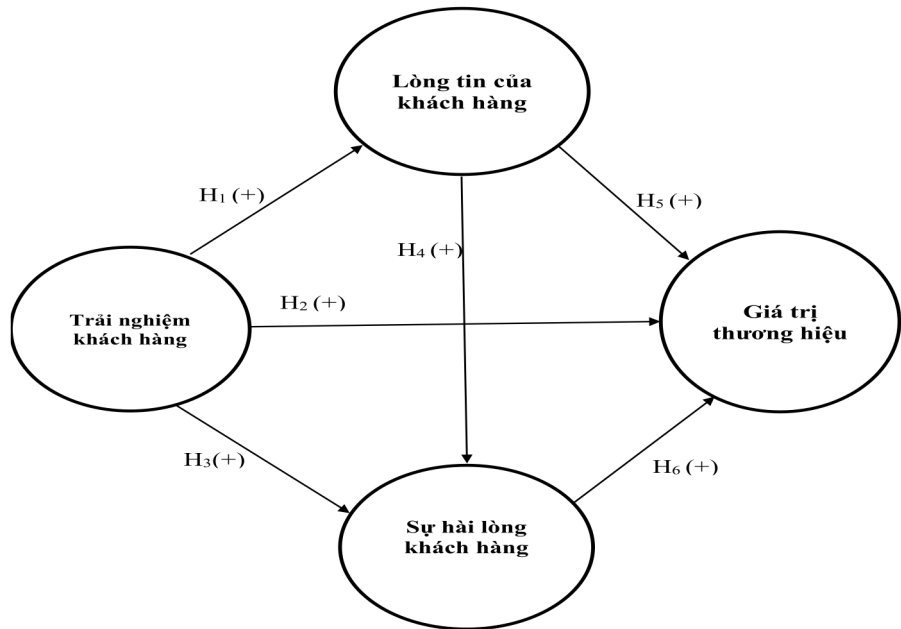 Lòng tin của
khách hàng
H₁ (+)
H₅ (+)
H₄ (+)
H₂ (+)
Trải nghiệm
khách hàng
Giá trị
thương hiệu
H₃(+)
H₆ (+)
Sự hài lòng
khách hàng